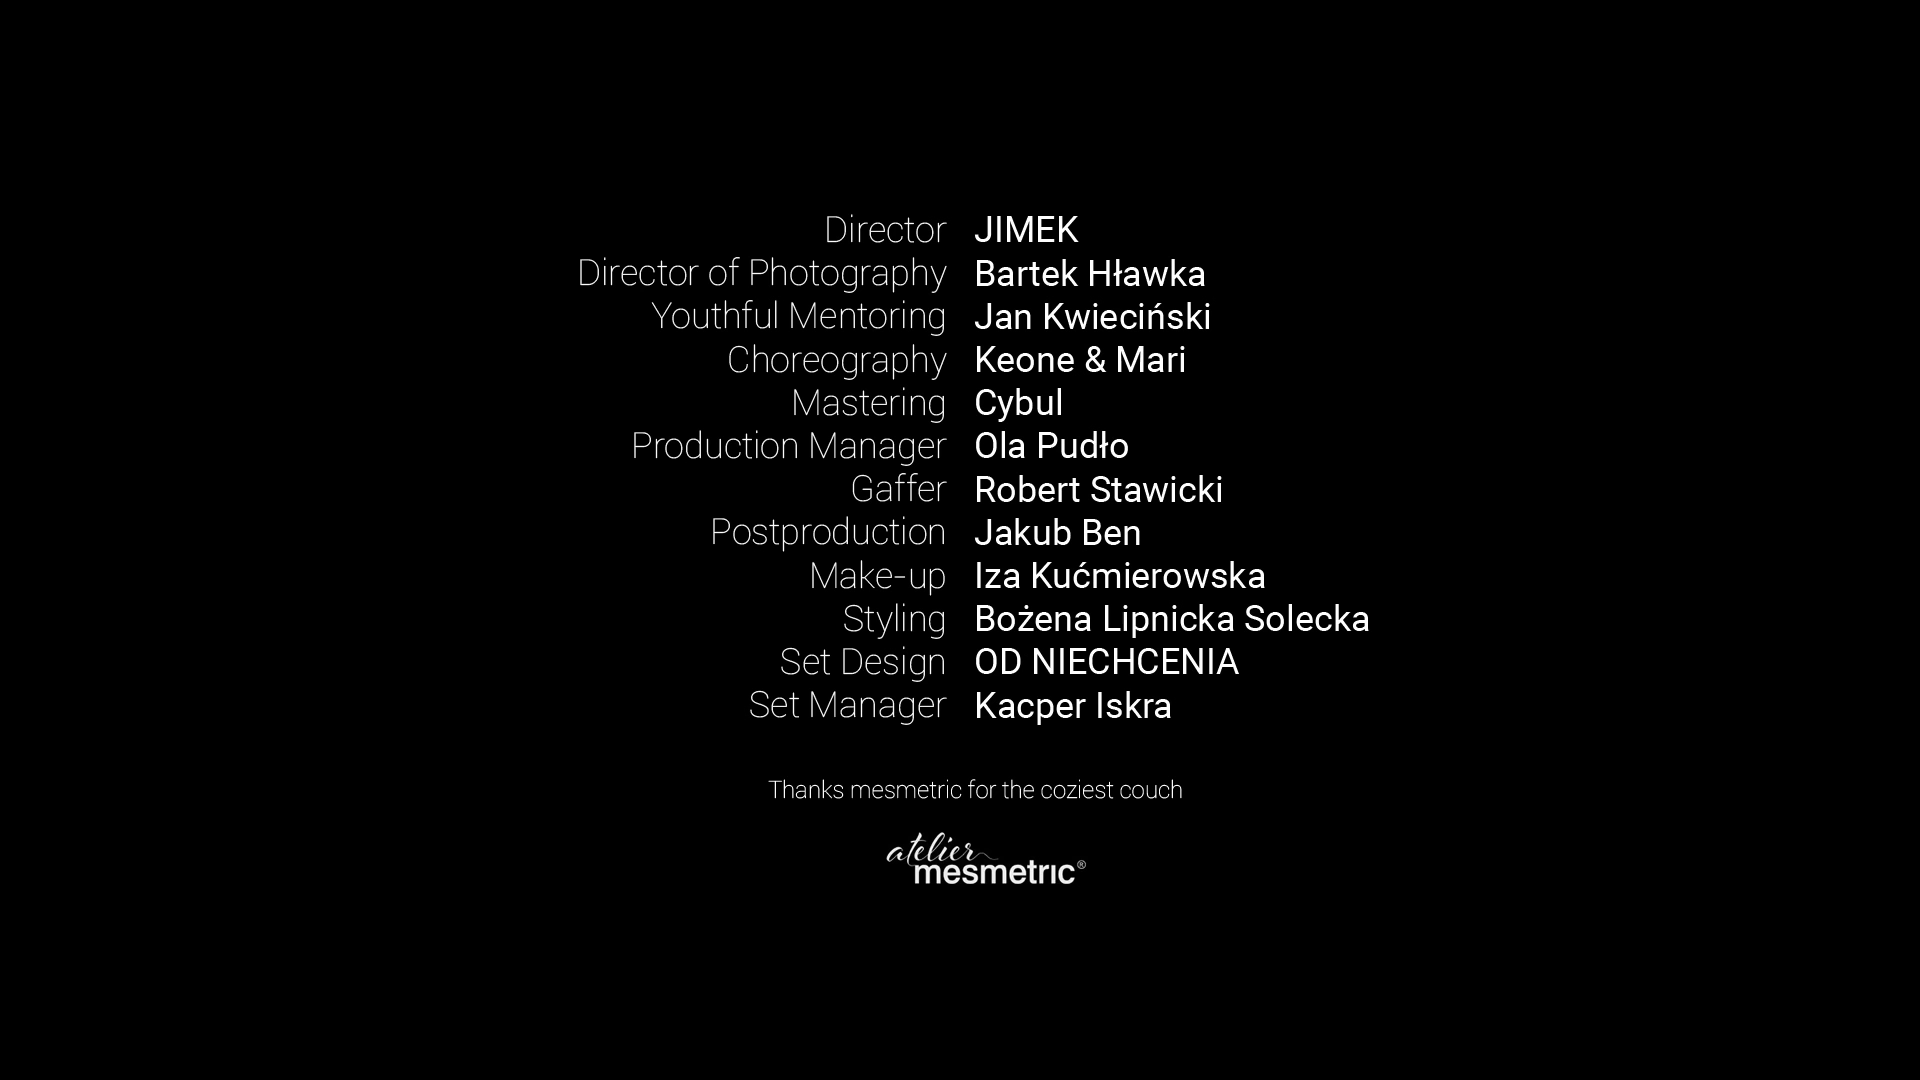 Director JIMEK
Director of Photography Bartek Hławka
Youthful Mentoring Jan Kwieciński
Choreography Keone & Mari
Mastering Cybul
Production Manager Ola Pudło
Gaffer Robert Stawicki
Postproduction Jakub Ben
Make-up Iza Kućmierowska
Styling Bożena Lipnicka Solecka
Set Design OD NIECHCENIA
Set Manager Kacper Iskra
Thanks mesmetric for the coziest couch
atelier
mesmetric®